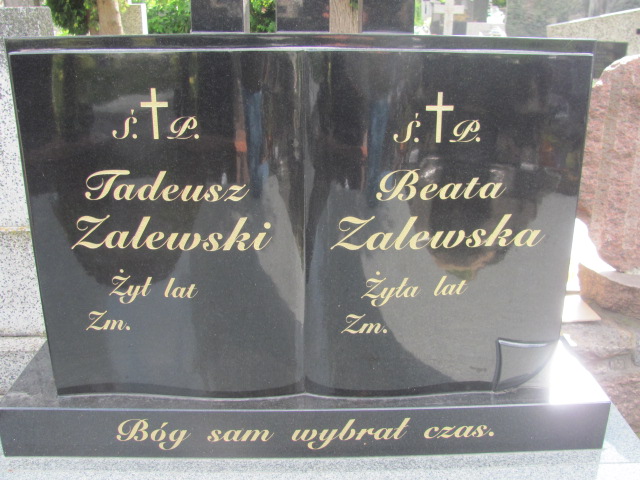 Ś. P.
Tadeusz
Zalewski
Żył lat
Zm.
Ś. P.
Beata
Zalewska
Żyła lat
Zm.
Bóg sam wybrał czas.